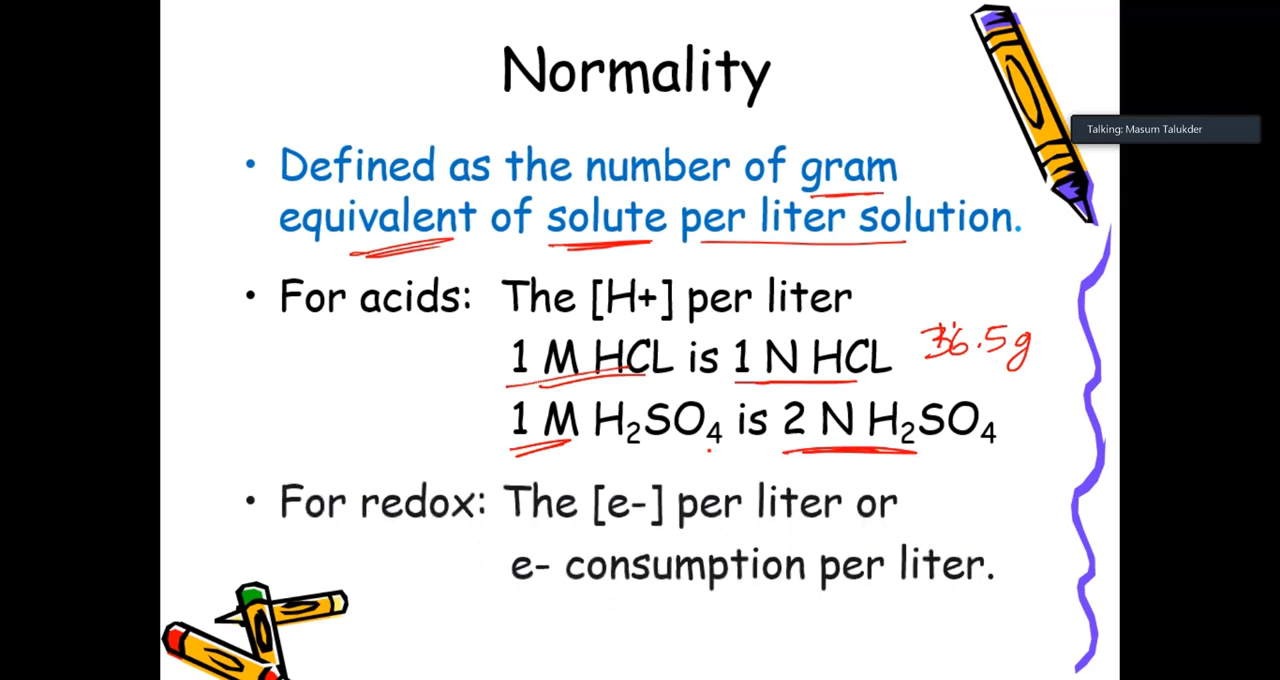 Normality
Talking: Masum Talukder
• Defined as the number of gram
equivalent of solute per liter solution.
• For acids: The [H+] per liter
1 M HCL is 1 N HCL 36.5g
1 M H₂SO₄ is 2 N H₂SO₄
• For redox: The [e-] per liter or
e- consumption per liter.